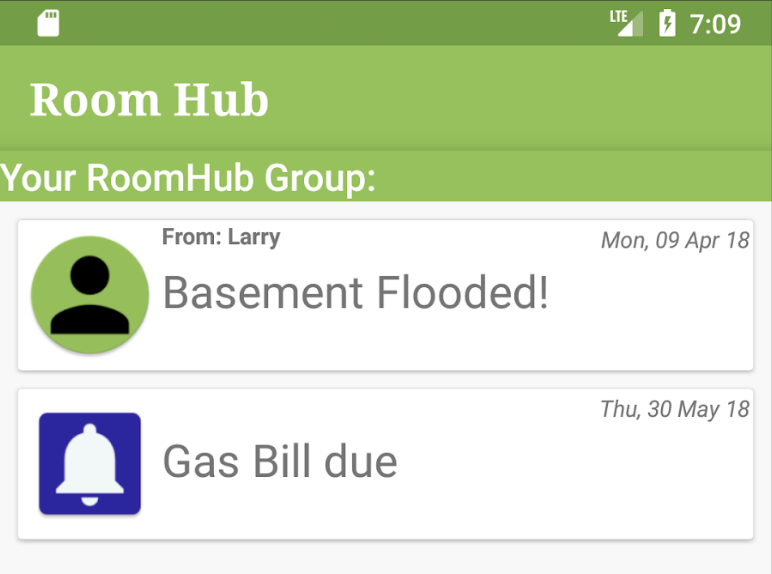 LTE 7:09
Room Hub
Your RoomHub Group:
From: Larry
Mon, 09 Apr 18
Basement Flooded!
Thu, 30 May 18
Gas Bill due